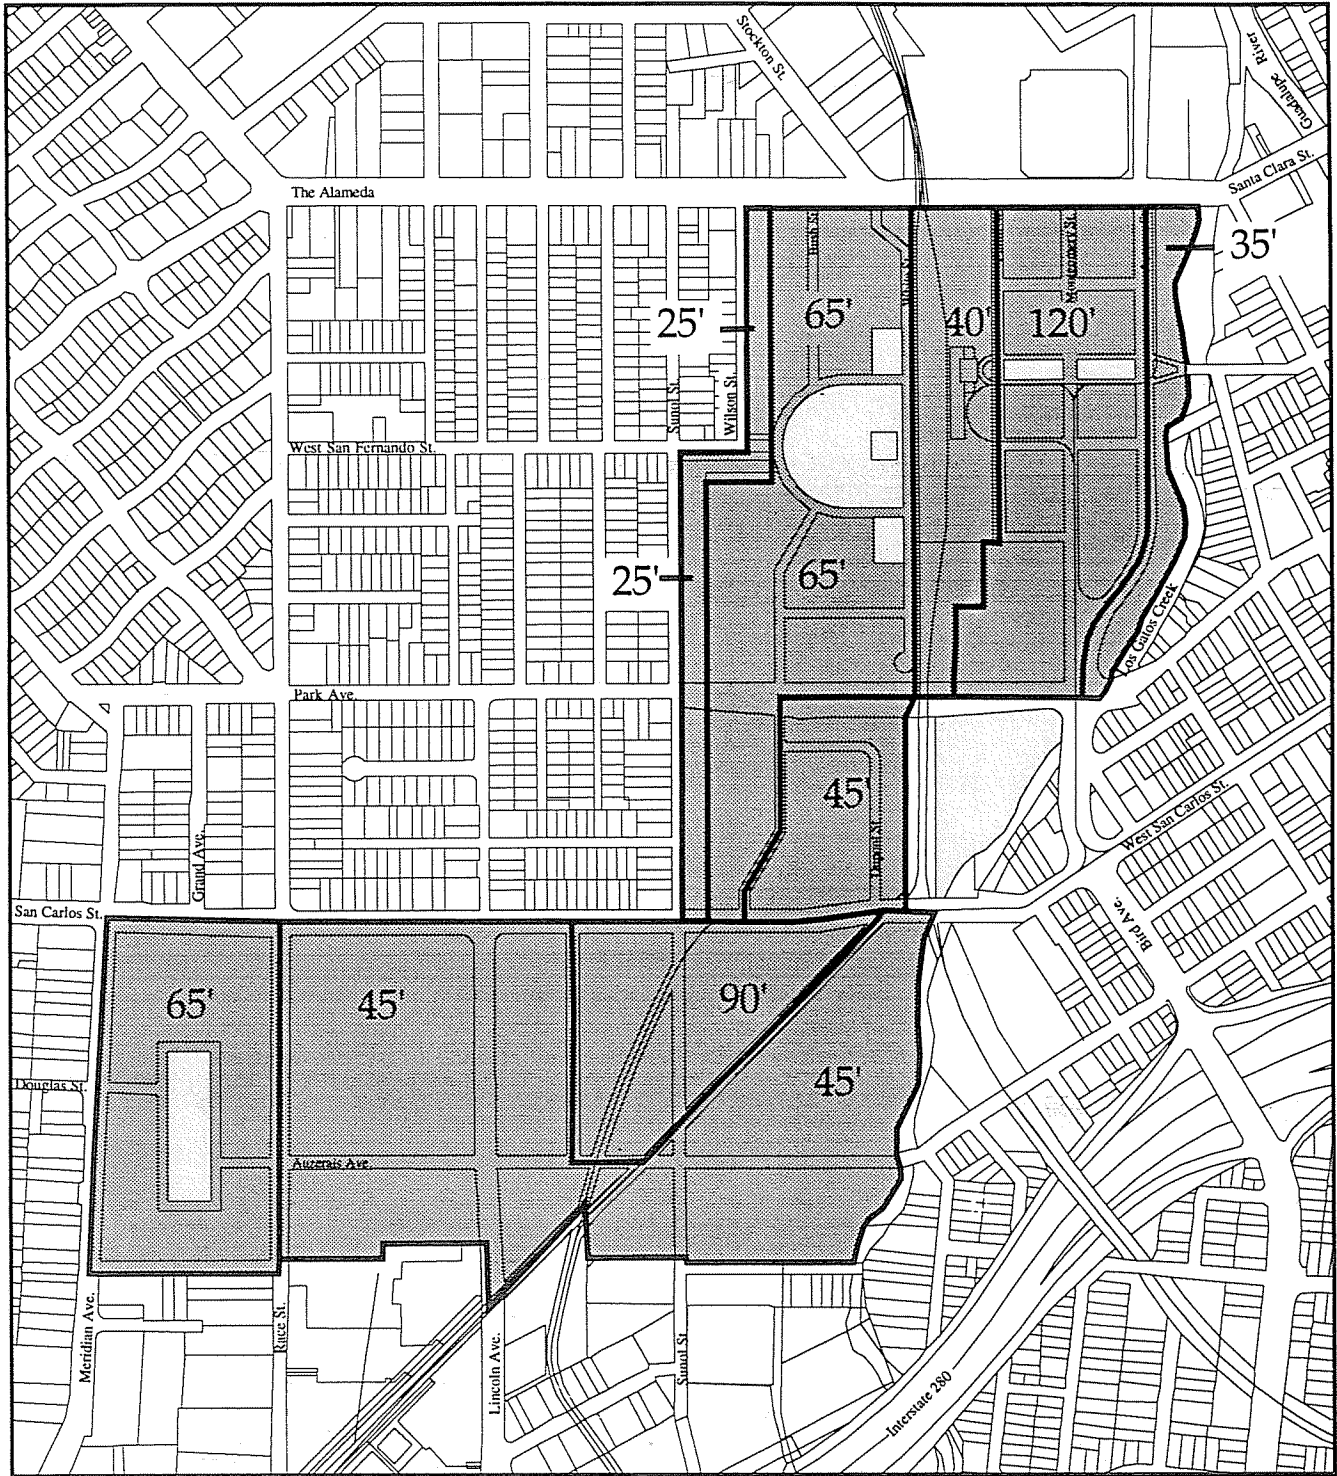 Stockton St.
Guadalupe River
Santa Clara St.
The Alameda
35'
25'
65'
40'
120'
Montgomery St.
Sunol St.
Wilson St.
West San Fernando St.
25'
65'
Los Gatos Creek
Park Ave.
45'
Dupont St.
West San Carlos St.
Grand Ave.
San Carlos St.
Bird Ave.
65'
45'
90'
45'
Douglas St.
Auzerais Ave.
Meridian Ave.
Race St.
Lincoln Ave.
Sunol St.
Interstate 280